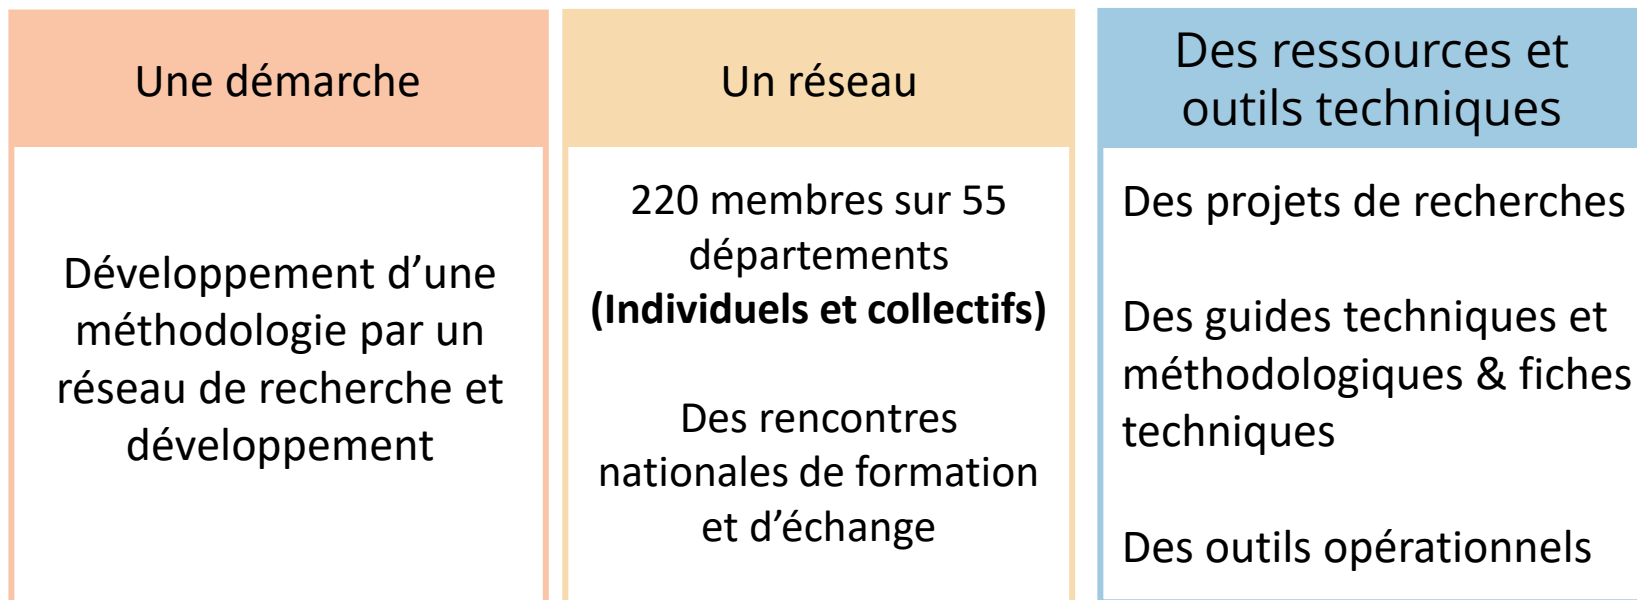 Une démarche
Développement d’une
méthodologie par un
réseau de recherche et
développement
Un réseau
220 membres sur 55
départements
(Individuels et collectifs)
Des rencontres
nationales de formation
et d’échange
Des ressources et
outils techniques
Des projets de recherches
Des guides techniques et
méthodologiques & fiches
techniques
Des outils opérationnels